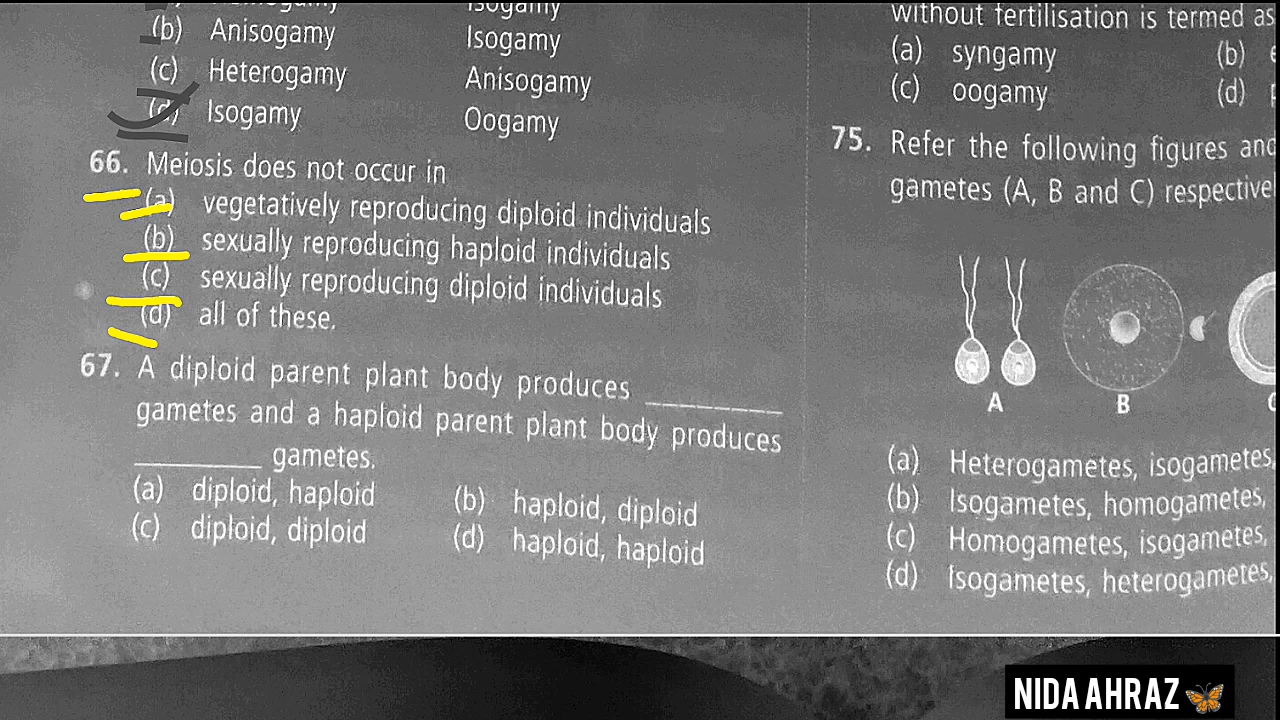 Isogamy
(b) Anisogamy Isogamy
(c) Heterogamy Anisogamy
(d) Isogamy Oogamy
66. Meiosis does not occur in
(a) vegetatively reproducing diploid individuals
(b) sexually reproducing haploid individuals
(c) sexually reproducing diploid individuals
(d) all of these.
67. A diploid parent plant body produces ________
gametes and a haploid parent plant body produces
________ gametes.
(a) diploid, haploid (b) haploid, diploid
(c) diploid, diploid (d) haploid, haploid
without fertilisation is termed as
(a) syngamy (b)
(c) oogamy (d)
75. Refer the following figures and
gametes (A, B and C) respective
A B
(a) Heterogametes, isogametes,
(b) Isogametes, homogametes,
(c) Homogametes, isogametes,
(d) Isogametes, heterogametes,
NIDA AHRAZ